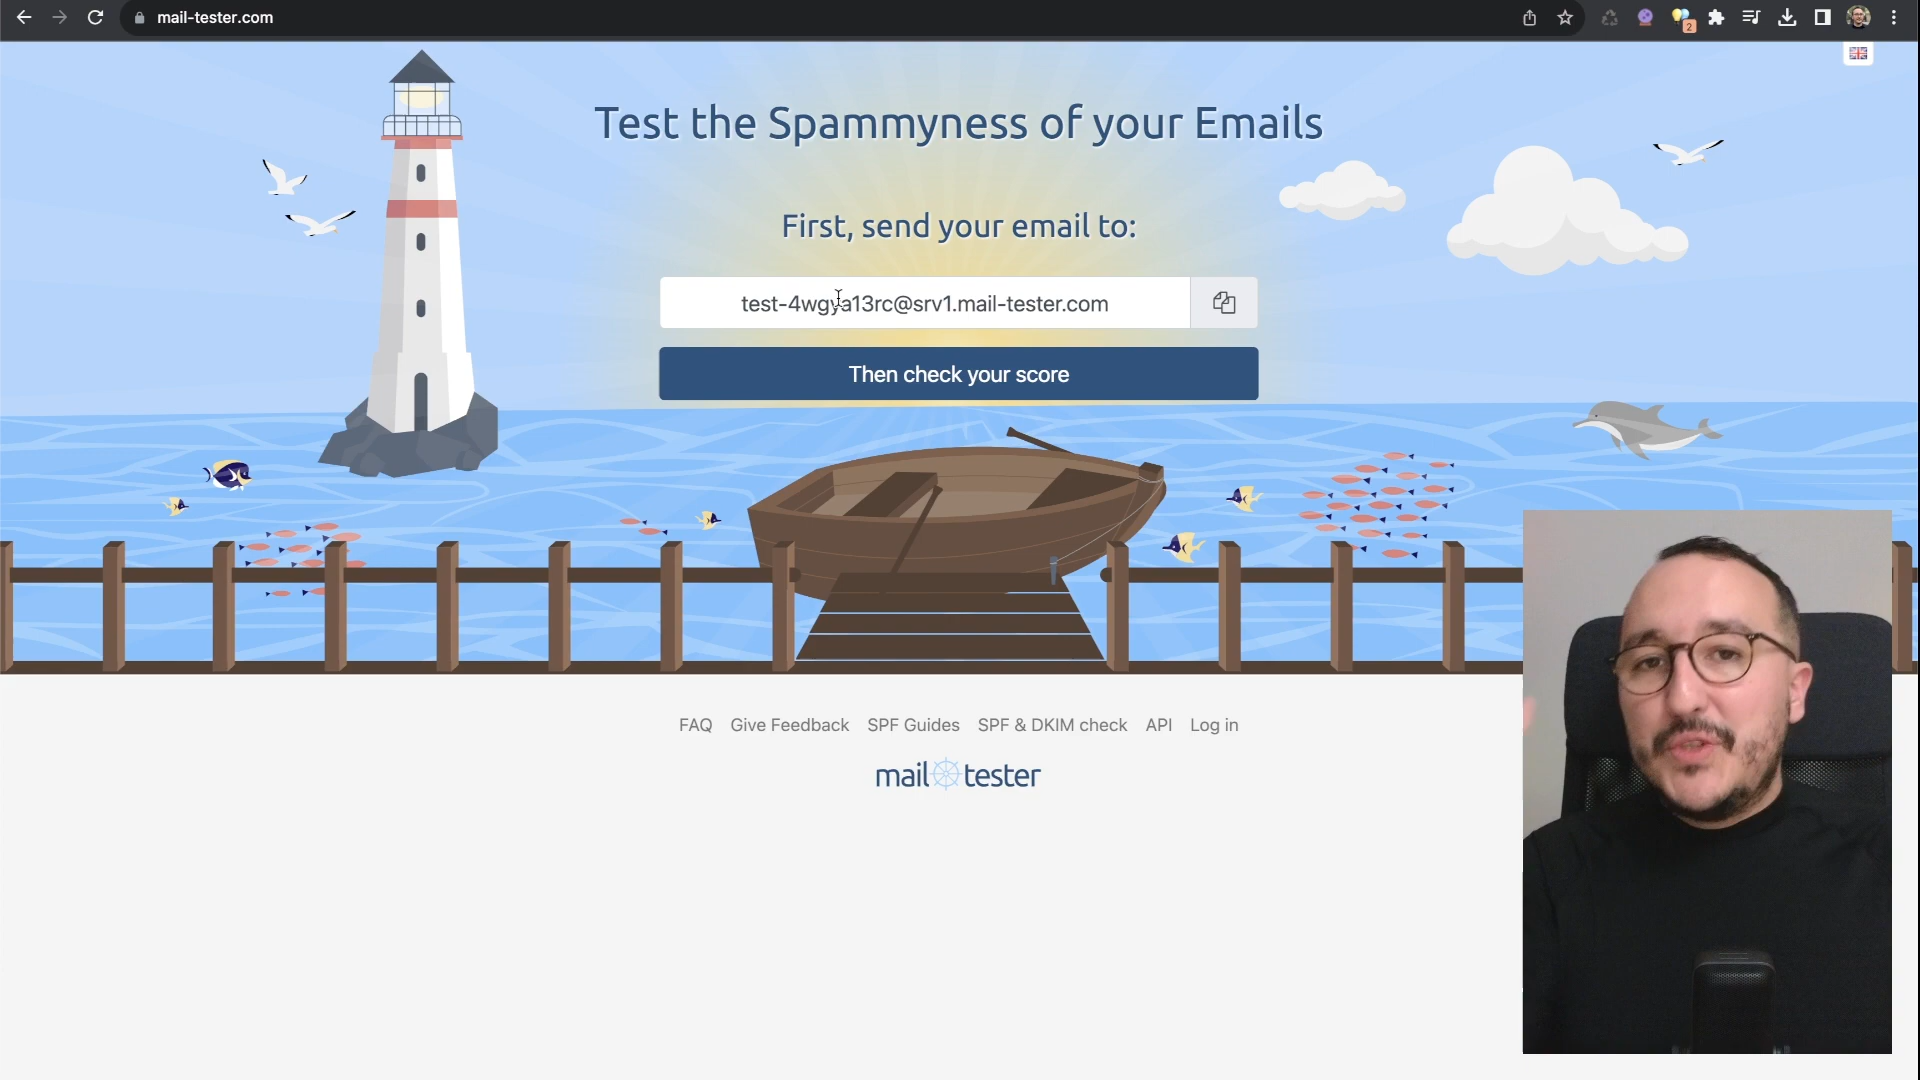 mail-tester.com
2
Test the Spammyness of your Emails
First, send your email to:
test-4wgya13rc@srv1.mail-tester.com
Then check your score
FAQ Give Feedback SPF Guides SPF & DKIM check API Log in
mail tester